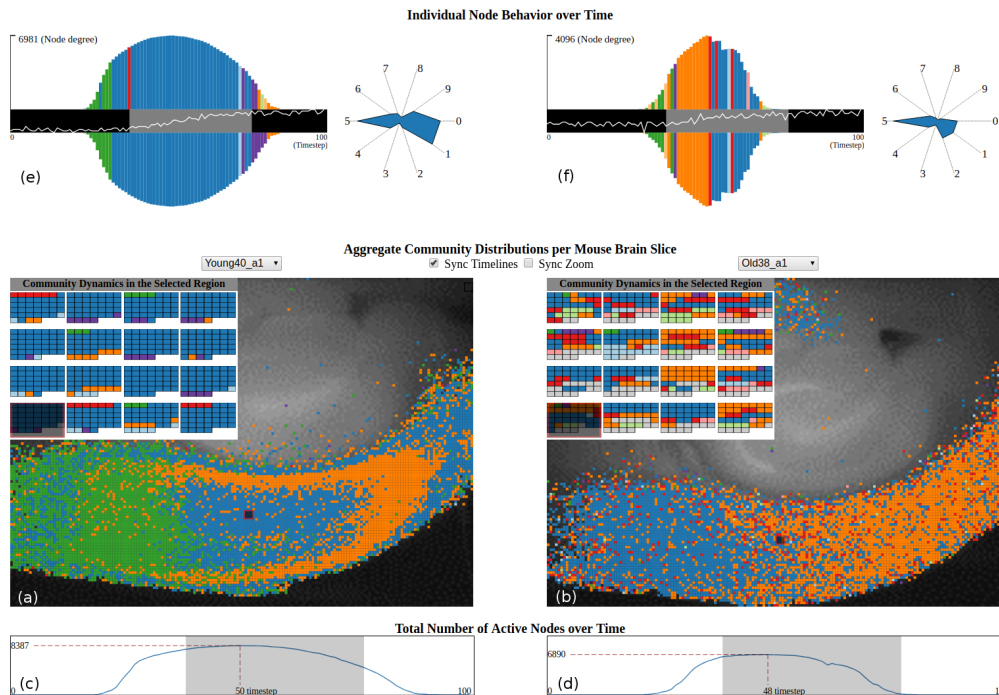 Individual Node Behavior over Time
6981 (Node degree)
0
100
(Timestep)
(e)
0
1
2
3
4
5
6
7
8
9
4096 (Node degree)
0
100
(Timestep)
(f)
0
1
2
3
4
5
6
7
8
9
Aggregate Community Distributions per Mouse Brain Slice
Young40_a1
Sync Timelines
Sync Zoom
Old38_a1
Community Dynamics in the Selected Region
(a)
Community Dynamics in the Selected Region
(b)
Total Number of Active Nodes over Time
8387
(c)
0
50 timestep
100
6890
(d)
0
48 timestep